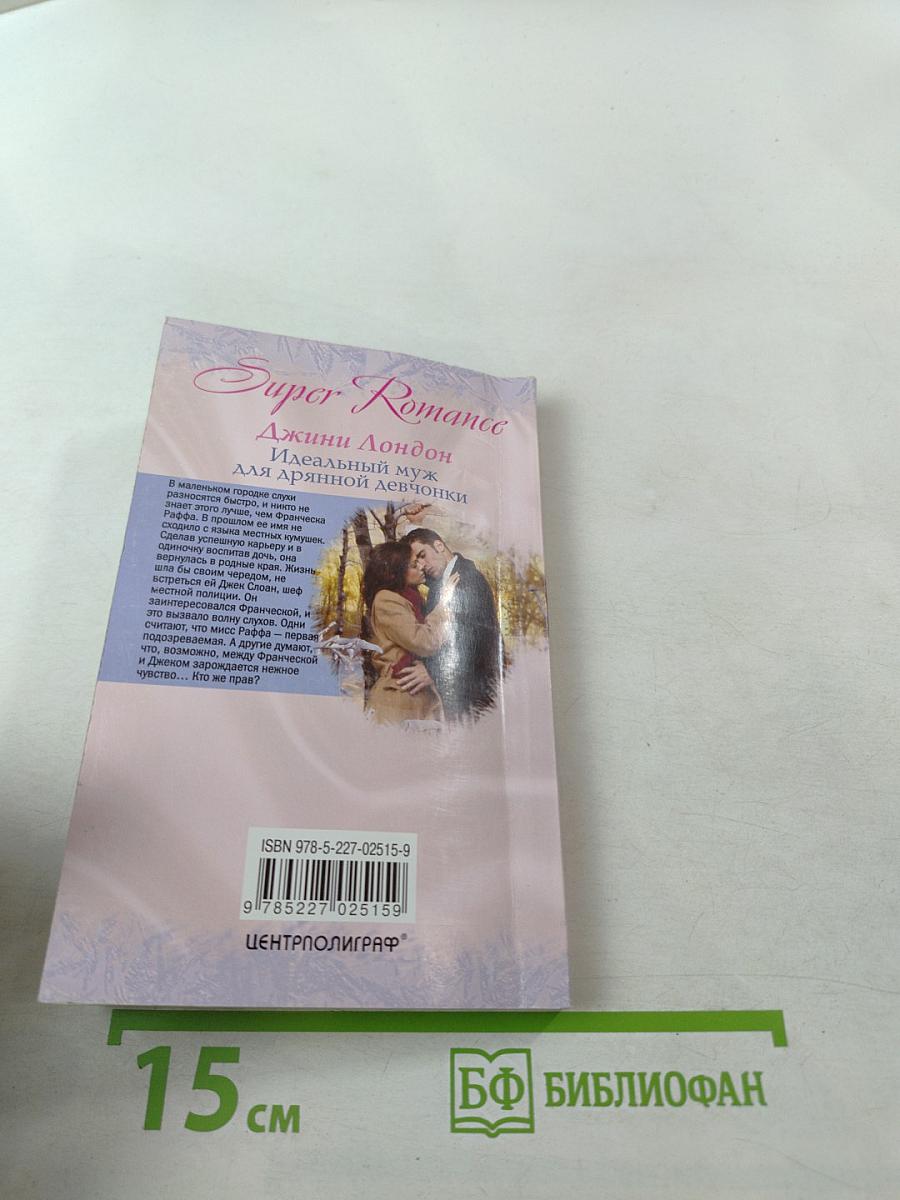 Super Romance
Джини Лондон
Идеальный муж
для дрянной девчонки
В маленьком городке слухи
разносятся быстро, и никто не
знает этого лучше, чем Франческа
Раффа. В прошлом ее имя не
сходило с языка местных кумушек.
Сделав успешную карьеру и в
одиночку воспитав дочь, она
вернулась в родные края. Жизнь
шла бы своим чередом, не
встреться ей Джек Слоан, шеф
местной полиции. Он
заинтересовался Франческой, и
это вызвало волну слухов. Одни
считают, что мисс Раффа — первая
подозреваемая. А другие думают,
что, возможно, между Франческой
и Джеком зарождается нежное
чувство... Кто же прав?
ISBN 978-5-227-02515-9
9 785227 025159
ЦЕНТРПОЛИГРАФ®
15 см
БФ БИБЛИОФАН